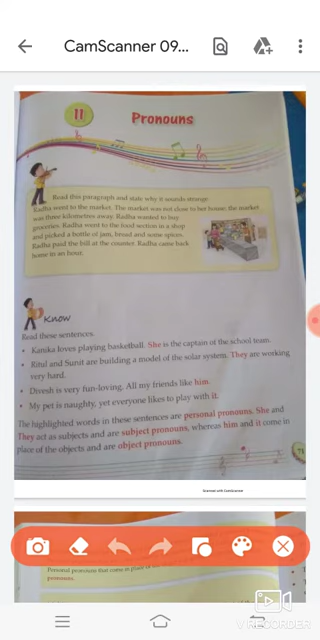 CamScanner 09...
11
Pronouns
Read this paragraph and state why it sounds strange.
Radha went to the market. The market was not close to her house; the market
was three kilometres away. Radha wanted to buy
groceries. Radha went to the food section in a shop
and picked a bottle of jam, bread and some spices.
Radha paid the bill at the counter. Radha came back
home in an hour.
Know
Read these sentences.
• Kanika loves playing basketball. She is the captain of the school team.
• Ritul and Sunit are building a model of the solar system. They are working
very hard.
• Divesh is very fun-loving. All my friends like him.
• My pet is naughty, yet everyone likes to play with it.
The highlighted words in these sentences are personal pronouns. She and
They act as subjects and are subject pronouns, whereas him and it come in
place of the objects and are object pronouns.
71
Scanned with CamScanner
Personal pronouns that come in place of
pronouns.
VRECORDER